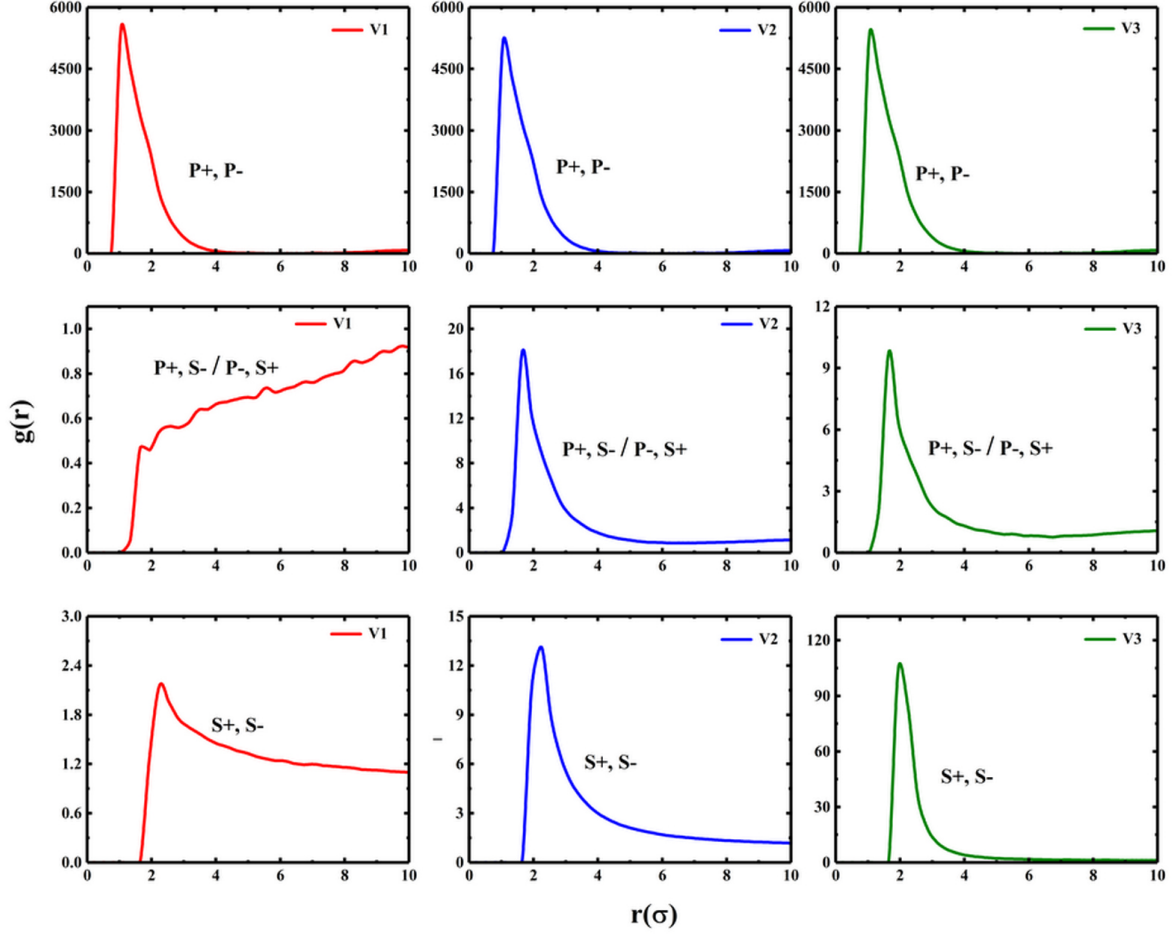 6000 4500 3000 1500 0
V1
P+, P-
0 2 4 6 8 10
6000 4500 3000 1500 0
V2
P+, P-
0 2 4 6 8 10
6000 4500 3000 1500 0
V3
P+, P-
0 2 4 6 8 10
g(r)
1.0 0.8 0.6 0.4 0.2 0.0
V1
P+, S- / P-, S+
0 2 4 6 8 10
20 16 12 8 4 0
V2
P+, S- / P-, S+
0 2 4 6 8 10
12 9 6 3 0
V3
P+, S- / P-, S+
0 2 4 6 8 10
3.0 2.4 1.8 1.2 0.6 0.0
V1
S+, S-
0 2 4 6 8 10
15 12 9 6 3 0
V2
S+, S-
0 2 4 6 8 10
120 90 60 30 0
V3
S+, S-
0 2 4 6 8 10
r(σ)